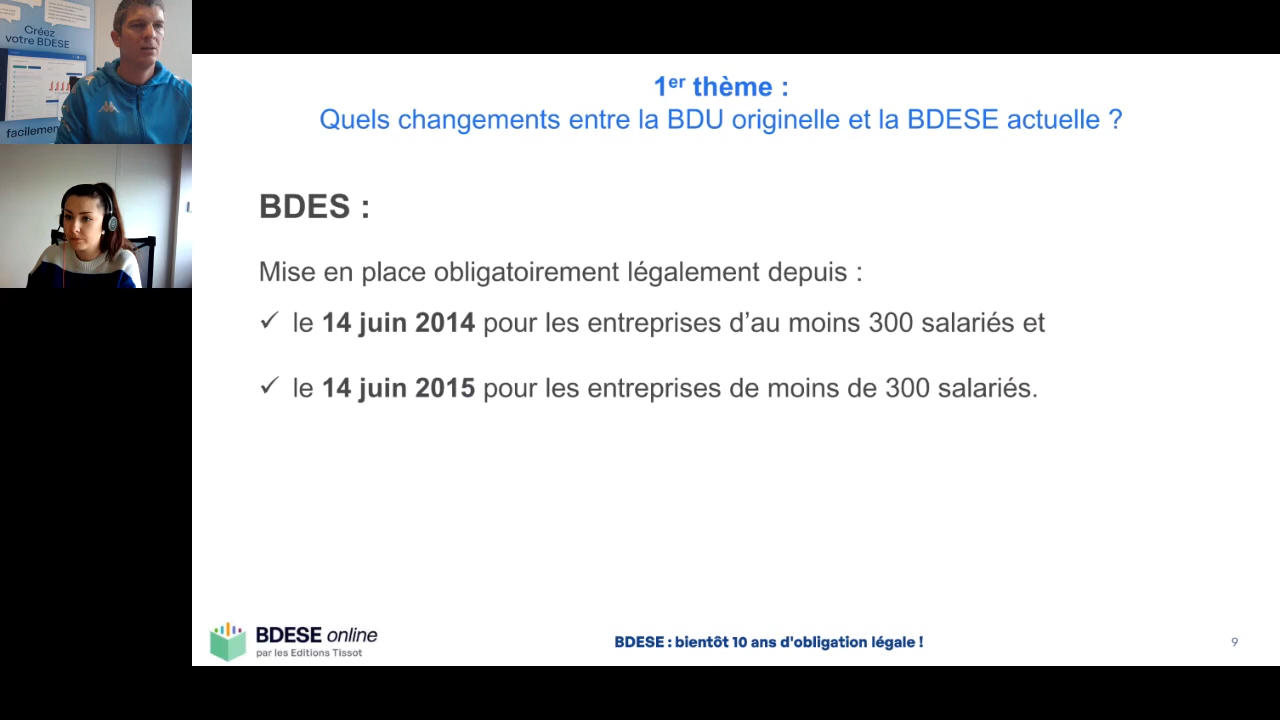 Créez
votre BDESE
facilemen
1er thème :
Quels changements entre la BDU originelle et la BDESE actuelle ?
BDES :
Mise en place obligatoirement légalement depuis :
✓ le 14 juin 2014 pour les entreprises d’au moins 300 salariés et
✓ le 14 juin 2015 pour les entreprises de moins de 300 salariés.
BDESE online
par les Editions Tissot
BDESE : bientôt 10 ans d'obligation légale !
9